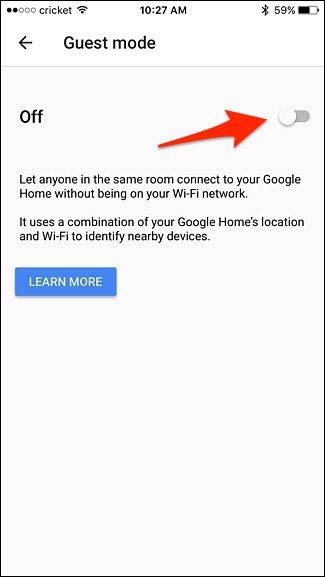 cricket 10:27 AM 59%
Guest mode
Off
Let anyone in the same room connect to your Google
Home without being on your Wi-Fi network.
It uses a combination of your Google Home's location
and Wi-Fi to identify nearby devices.
LEARN MORE